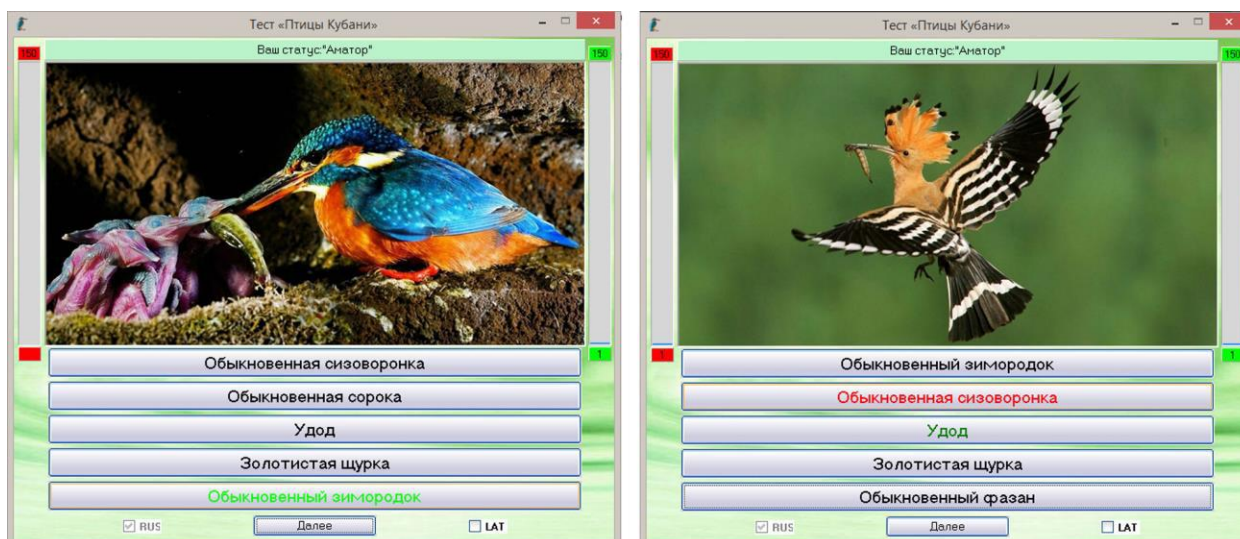 Тест «Птицы Кубани»
Ваш статус:"Аматор"
150
150
1
Обыкновенная сизоворонка
Обыкновенная сорока
Удод
Золотистая щурка
Обыкновенный зимородок
RUS
Далее
LAT
Тест «Птицы Кубани»
Ваш статус:"Аматор"
150
150
1
1
Обыкновенный зимородок
Обыкновенная сизоворонка
Удод
Золотистая щурка
Обыкновенный фазан
RUS
Далее
LAT